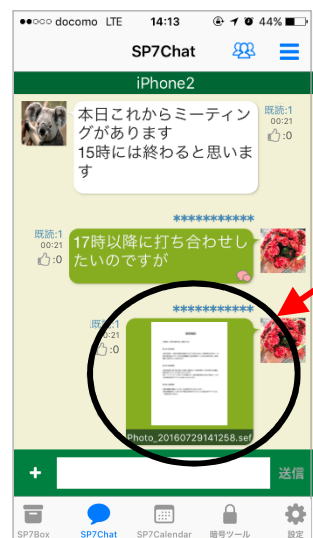 docomo LTE 14:13 44%
SP7Chat
iPhone2
本日これからミーティン
グがあります
15時には終わると思いま
す
既読:1
00:21
:0
***********
既読:1
00:21
:0
17時以降に打ち合わせし
たいのですが
***********
既読:1
00:21
:0
Photo_20160729141258.sef
+
送信
SP7Box SP7Chat SP7Calendar 暗号ツール 設定